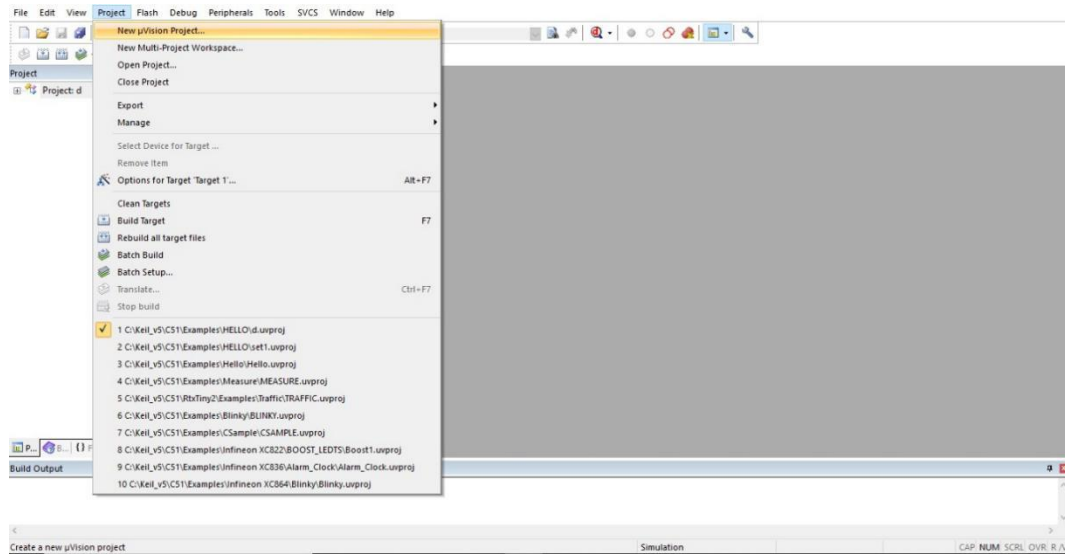 File Edit View Project Flash Debug Peripherals Tools SVCS Window Help
New µVision Project...
New Multi-Project Workspace...
Project
Open Project...
Project: d
Close Project
Export
Manage
Select Device for Target ...
Remove Item
Options for Target 'Target 1'... Alt+F7
Clean Targets
Build Target F7
Rebuild all target files
Batch Build
Batch Setup...
Translate... Ctrl+F7
Stop build
1 C:\Keil_v5\C51\Examples\HELLO\d.uvproj
2 C:\Keil_v5\C51\Examples\HELLO\set1.uvproj
3 C:\Keil_v5\C51\Examples\Hello\Hello.uvproj
4 C:\Keil_v5\C51\Examples\Measure\MEASURE.uvproj
5 C:\Keil_v5\C51\RtxTiny2\Examples\Traffic\TRAFFIC.uvproj
6 C:\Keil_v5\C51\Examples\Blinky\BLINKY.uvproj
7 C:\Keil_v5\C51\Examples\CSample\CSAMPLE.uvproj
8 C:\Keil_v5\C51\Examples\Infineon XC822\BOOST_LEDTS\Boost1.uvproj
P... B... {} F
9 C:\Keil_v5\C51\Examples\Infineon XC836\Alarm_Clock\Alarm_Clock.uvproj
Build Output
10 C:\Keil_v5\C51\Examples\Infineon XC864\Blinky\Blinky.uvproj
Create a new µVision project Simulation CAP NUM SCRL OVR R /